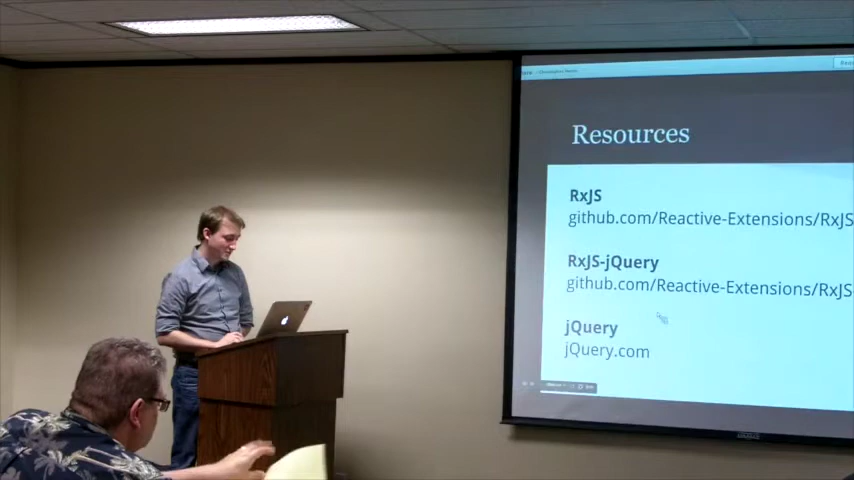 Resources
RxJS
github.com/Reactive-Extensions/RxJS
RxJS-jQuery
github.com/Reactive-Extensions/RxJS
jQuery
jQuery.com